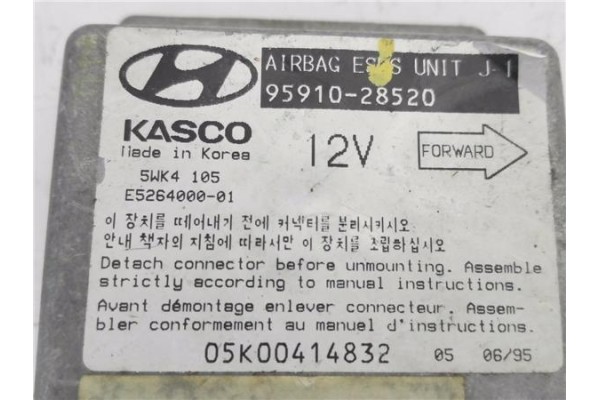 AIRBAG ESPS UNIT J-1
95910-28520
KASCO
Made in Korea
12V
FORWARD
5WK4 105
E5264000-01
이 장치를 떼어내기 전에 커넥터를 분리시키시오
안내 책자의 지침에 따라서만 이 장치를 조립하십시오
Detach connector before unmounting. Assemble
strictly according to manual instructions.
Avant démontage enlever connecteur. Assem-
bler conformement au manuel d'instructions.
05K00414832 05 06/95